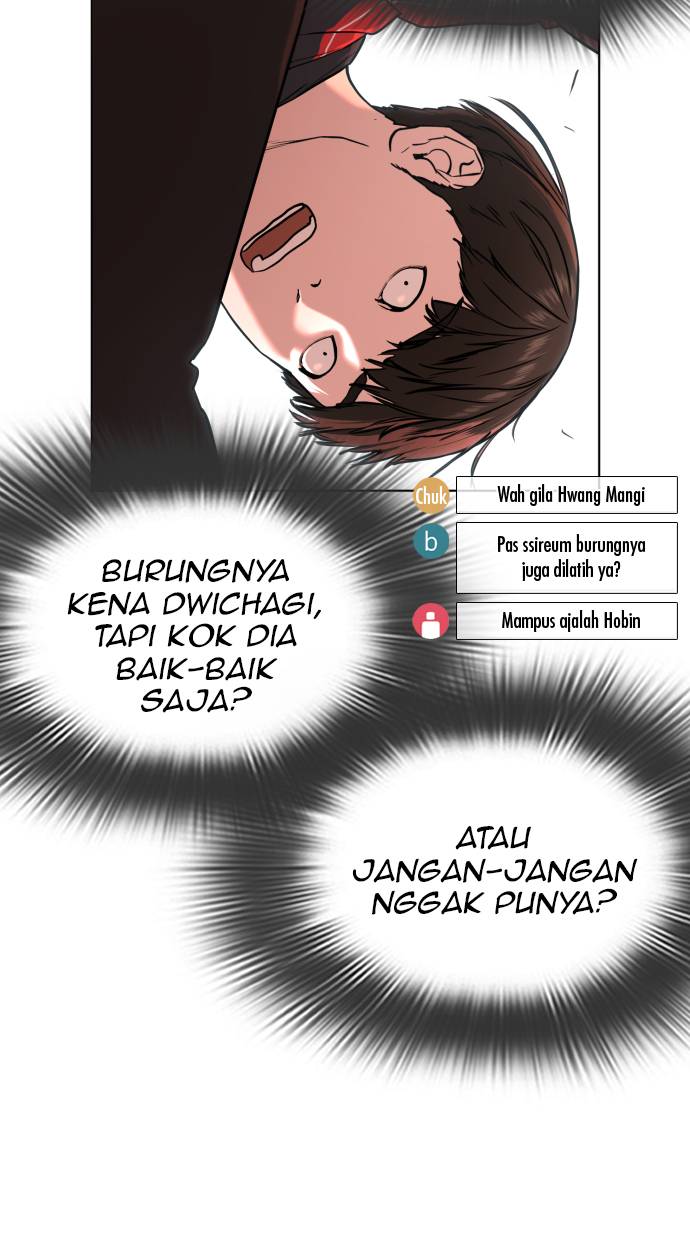 Chuk
Wah gila Hwang Mangi
b
Pas ssireum burungnya
juga dilatih ya?
Mampus ajalah Hobin
BURUNGNYA
KENA DWICHAGI,
TAPI KOK DIA
BAIK-BAIK
SAJA?
ATAU
JANGAN-JANGAN
NGGAK PUNYA?